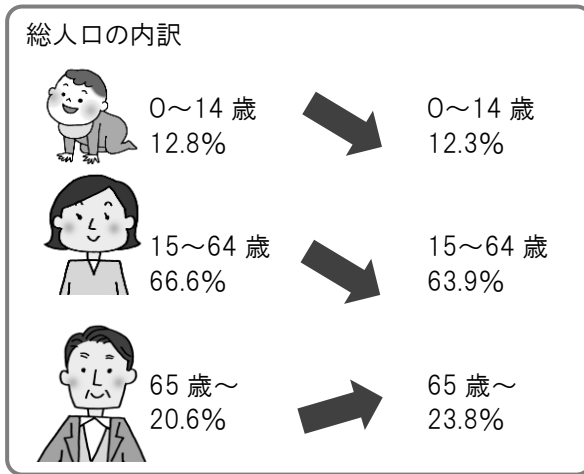 総人口の内訳
0～14 歳
12.8%
0～14 歳
12.3%
15～64 歳
66.6%
15～64 歳
63.9%
65 歳～
20.6%
65 歳～
23.8%